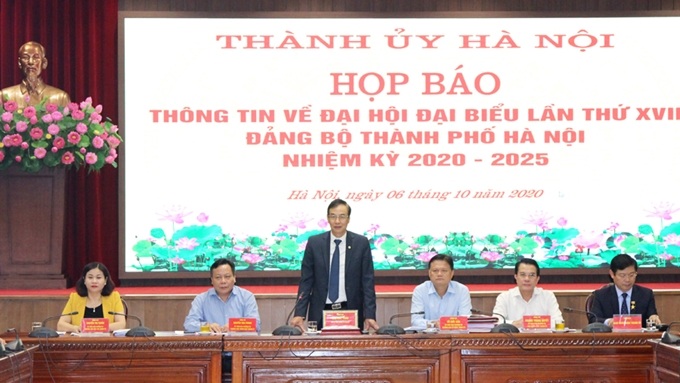 THÀNH ỦY HÀ NỘI
HỌP BÁO
THÔNG TIN VỀ ĐẠI HỘI ĐẠI BIỂU LẦN THỨ XVII
ĐẢNG BỘ THÀNH PHỐ HÀ NỘI
NHIỆM KỲ 2020 - 2025
Hà Nội, ngày 06 tháng 10 năm 2020